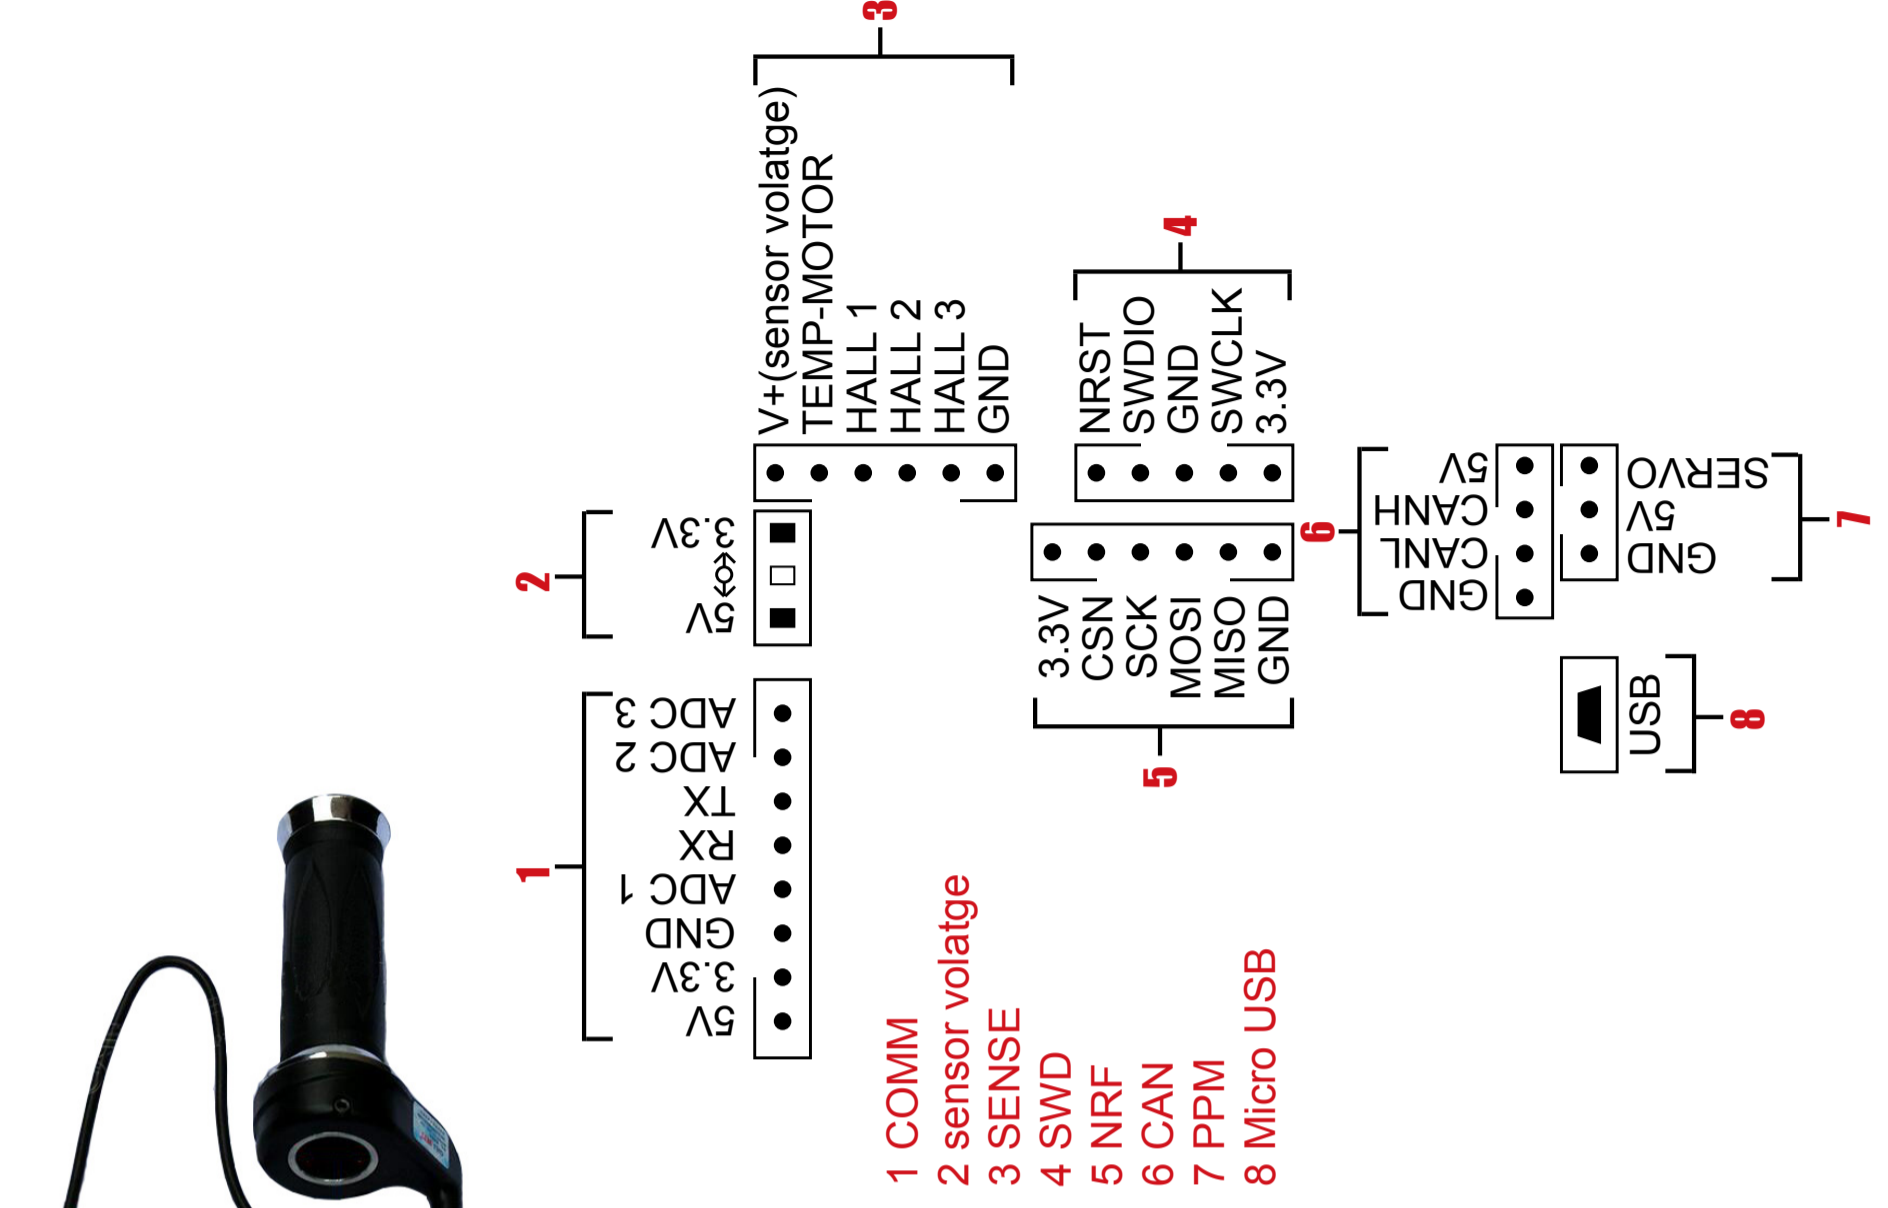 3
V+(sensor volatge)
TEMP-MOTOR
HALL 1
HALL 2
HALL 3
GND
4
NRST
SWDIO
GND
SWCLK
3.3V
2
3.3V
5V
6
5V
CANH
CANL
GND
SERVO
5V
GND
7
1
ADC 3
ADC 2
TX
RX
ADC 1
GND
3.3V
5V
3.3V
CSN
SCK
MOSI
MISO
GND
5
USB
8
1 COMM
2 sensor volatge
3 SENSE
4 SWD
5 NRF
6 CAN
7 PPM
8 Micro USB